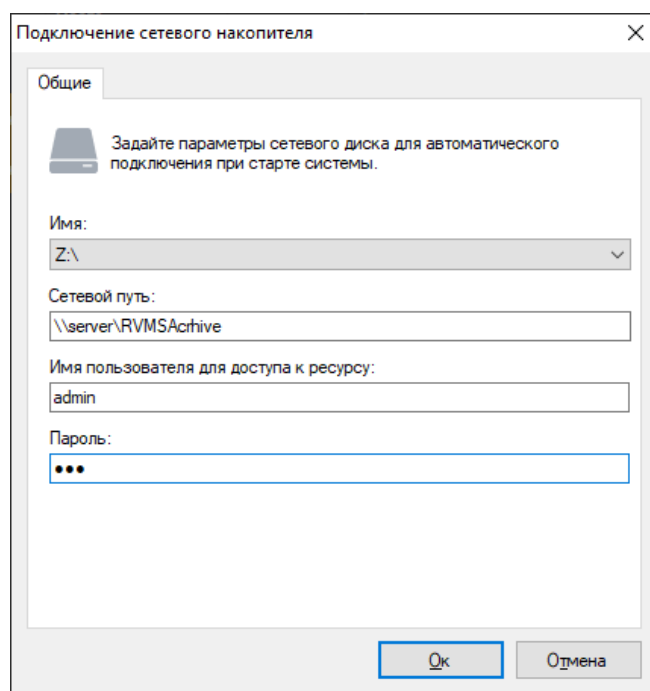 Подключение сетевого накопителя
Общие
Задайте параметры сетевого диска для автоматического
подключения при старте системы.
Имя:
Z:\
Сетевой путь:
\\server\RVMSAcrhive
Имя пользователя для доступа к ресурсу:
admin
Пароль:
●●●
Ок
Отмена